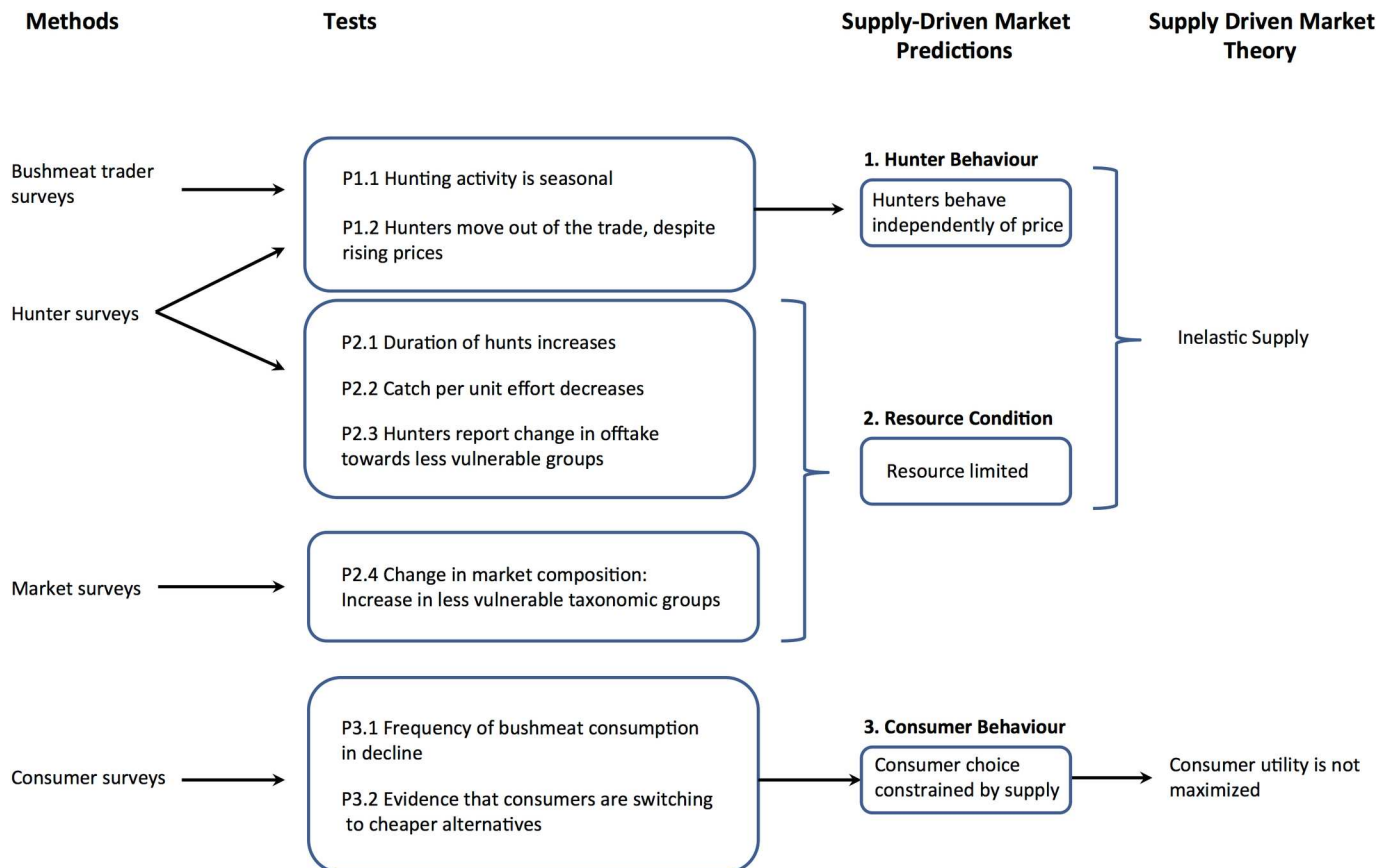 Methods
Tests
Supply-Driven Market
Predictions
Supply Driven Market
Theory
Bushmeat trader
surveys
P1.1 Hunting activity is seasonal
P1.2 Hunters move out of the trade, despite
rising prices
1. Hunter Behaviour
Hunters behave
independently of price
Hunter surveys
P2.1 Duration of hunts increases
P2.2 Catch per unit effort decreases
P2.3 Hunters report change in offtake
towards less vulnerable groups
Inelastic Supply
2. Resource Condition
Resource limited
Market surveys
P2.4 Change in market composition:
Increase in less vulnerable taxonomic groups
Consumer surveys
P3.1 Frequency of bushmeat consumption
in decline
P3.2 Evidence that consumers are switching
to cheaper alternatives
3. Consumer Behaviour
Consumer choice
constrained by supply
Consumer utility is not
maximized